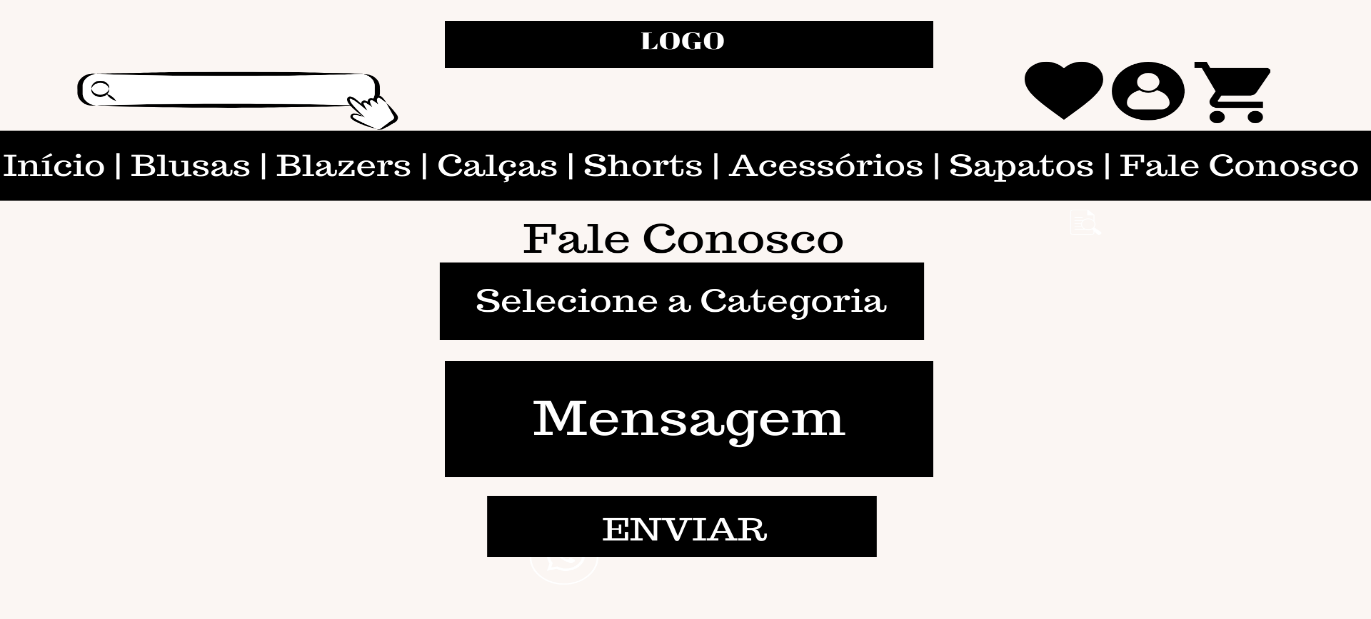 LOGO
Início | Blusas | Blazers | Calças | Shorts | Acessórios | Sapatos | Fale Conosco
Fale Conosco
Selecione a Categoria
Mensagem
ENVIAR